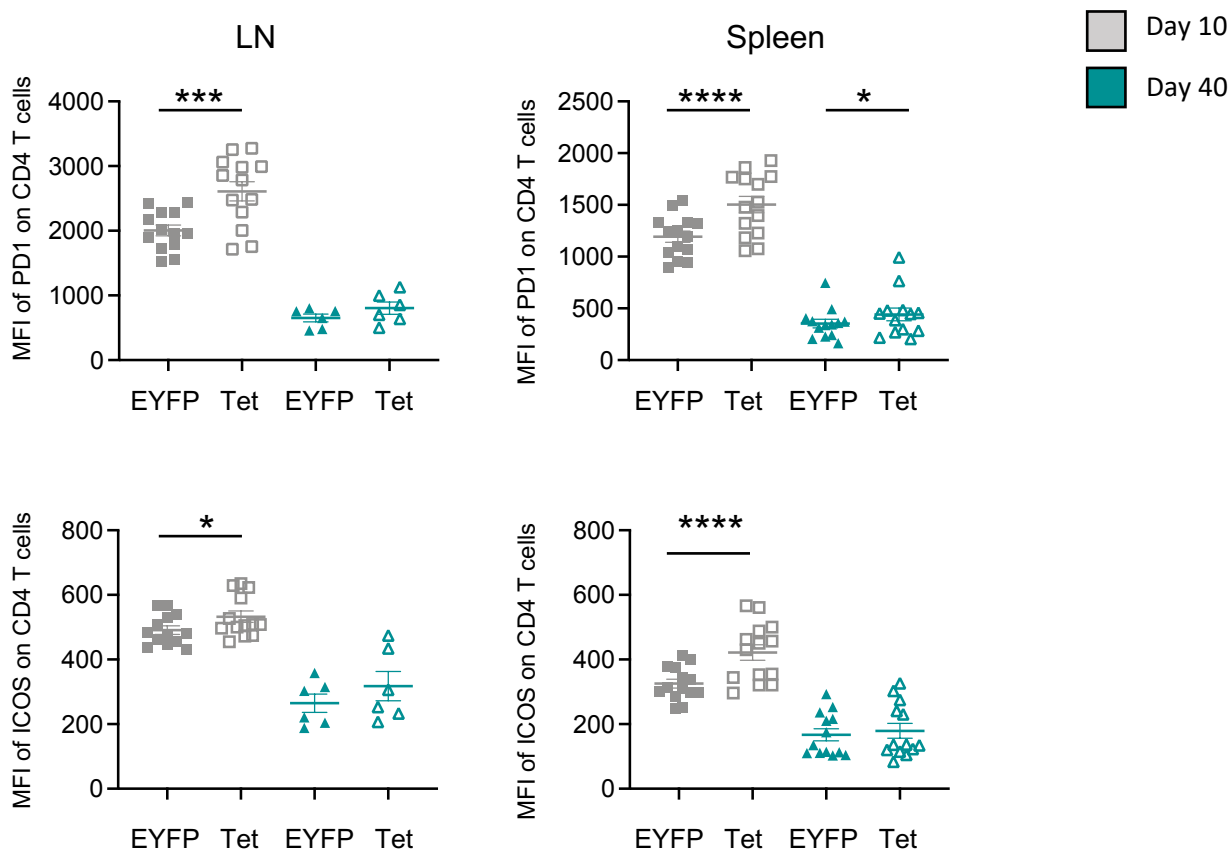 LN
Spleen
Day 10
Day 40
MFI of PD1 on CD4 T cells
4000
3000
2000
1000
0
***
EYFP Tet EYFP Tet
MFI of PD1 on CD4 T cells
2500
2000
1500
1000
500
0
****
*
EYFP Tet EYFP Tet
MFI of ICOS on CD4 T cells
800
600
400
200
0
*
EYFP Tet EYFP Tet
MFI of ICOS on CD4 T cells
800
600
400
200
0
****
EYFP Tet EYFP Tet